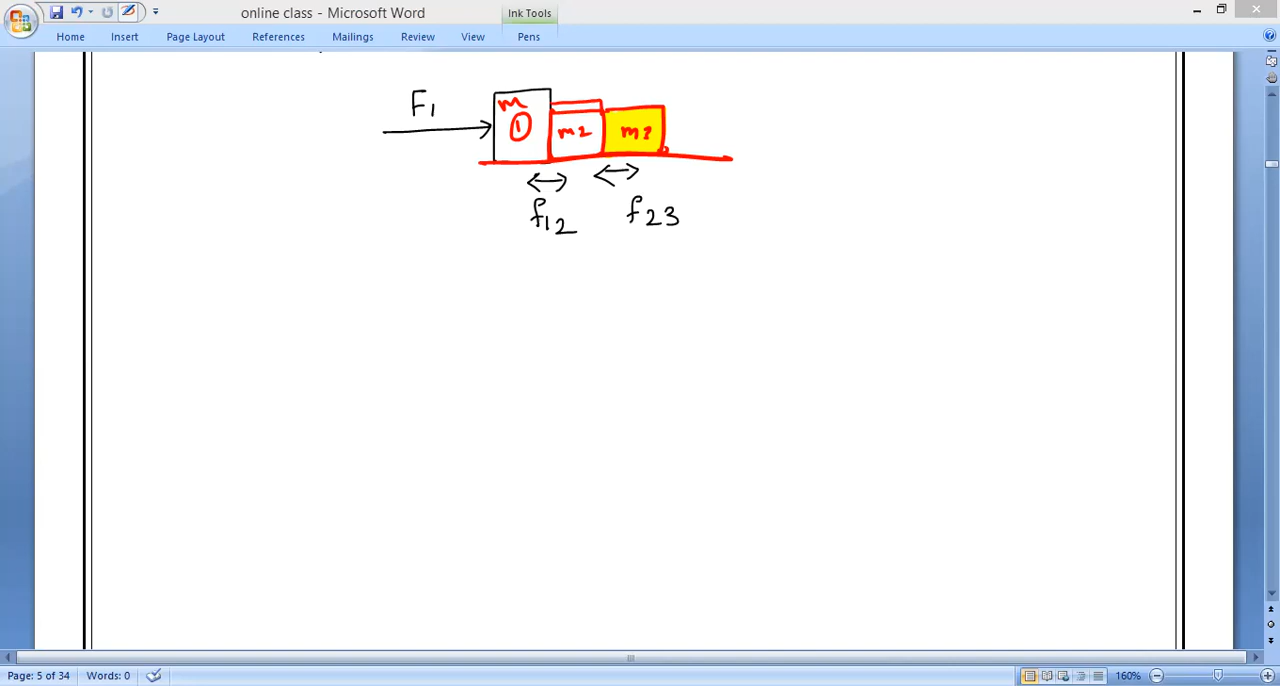 online class - Microsoft Word
Ink Tools
Home Insert Page Layout References Mailings Review View Pens
F1
m
1
m2
m3
f12
f23
Page: 5 of 34 Words: 0 160%